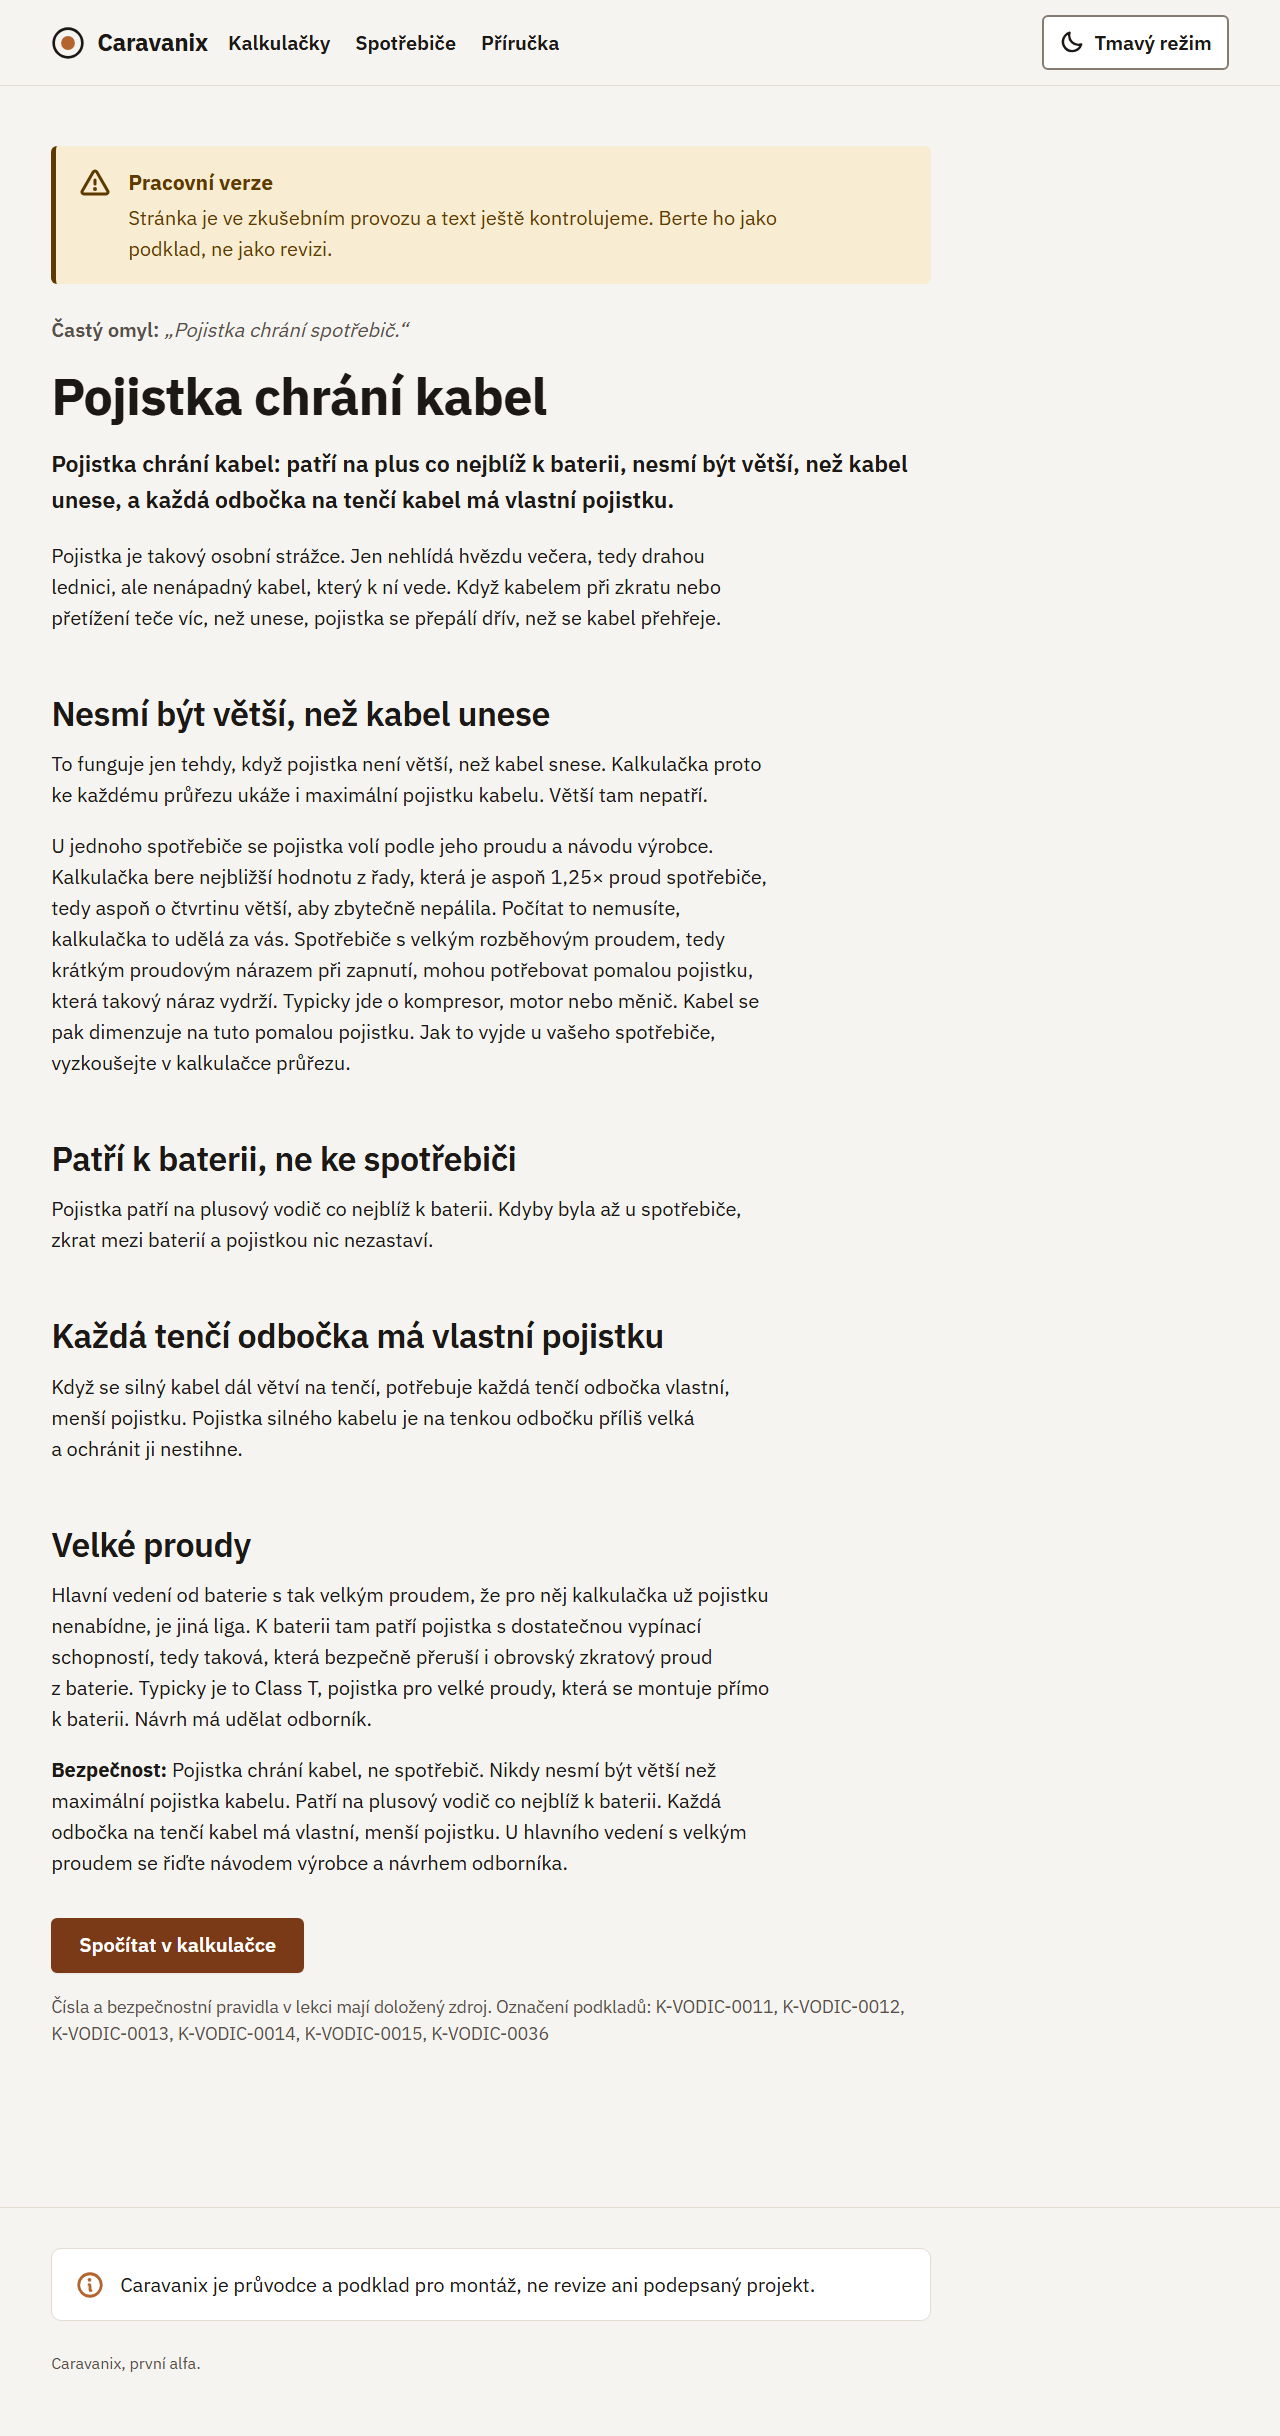 Caravanix Kalkulačky Spotřebiče Příručka Tmavý režim
Pracovní verze
Stránka je ve zkušebním provozu a text ještě kontrolujeme. Berte ho jako
podklad, ne jako revizi.
Častý omyl: „Pojistka chrání spotřebič.“
Pojistka chrání kabel
Pojistka chrání kabel: patří na plus co nejblíž k baterii, nesmí být větší, než kabel
unese, a každá odbočka na tenčí kabel má vlastní pojistku.
Pojistka je takový osobní strážce. Jen nehlídá hvězdu večera, tedy drahou
lednici, ale nenápadný kabel, který k ní vede. Když kabelem při zkratu nebo
přetížení teče víc, než unese, pojistka se přepálí dřív, než se kabel přehřeje.
Nesmí být větší, než kabel unese
To funguje jen tehdy, když pojistka není větší, než kabel snese. Kalkulačka proto
ke každému průřezu ukáže i maximální pojistku kabelu. Větší tam nepatří.
U jednoho spotřebiče se pojistka volí podle jeho proudu a návodu výrobce.
Kalkulačka bere nejbližší hodnotu z řady, která je aspoň 1,25× proud spotřebiče,
tedy aspoň o čtvrtinu větší, aby zbytečně nepálila. Počítat to nemusíte,
kalkulačka to udělá za vás. Spotřebiče s velkým rozběhovým proudem, tedy
krátkým proudovým nárazem při zapnutí, mohou potřebovat pomalou pojistku,
která takový náraz vydrží. Typicky jde o kompresor, motor nebo měnič. Kabel se
pak dimenzuje na tuto pomalou pojistku. Jak to vyjde u vašeho spotřebiče,
vyzkoušejte v kalkulačce průřezu.
Patří k baterii, ne ke spotřebiči
Pojistka patří na plusový vodič co nejblíž k baterii. Kdyby byla až u spotřebiče,
zkrat mezi baterií a pojistkou nic nezastaví.
Každá tenčí odbočka má vlastní pojistku
Když se silný kabel dál větví na tenčí, potřebuje každá tenčí odbočka vlastní,
menší pojistku. Pojistka silného kabelu je na tenkou odbočku příliš velká
a ochránit ji nestihne.
Velké proudy
Hlavní vedení od baterie s tak velkým proudem, že pro něj kalkulačka už pojistku
nenabídne, je jiná liga. K baterii tam patří pojistka s dostatečnou vypínací
schopností, tedy taková, která bezpečně přeruší i obrovský zkratový proud
z baterie. Typicky je to Class T, pojistka pro velké proudy, která se montuje přímo
k baterii. Návrh má udělat odborník.
Bezpečnost: Pojistka chrání kabel, ne spotřebič. Nikdy nesmí být větší než
maximální pojistka kabelu. Patří na plusový vodič co nejblíž k baterii. Každá
odbočka na tenčí kabel má vlastní, menší pojistku. U hlavního vedení s velkým
proudem se řiďte návodem výrobce a návrhem odborníka.
Spočítat v kalkulačce
Čísla a bezpečnostní pravidla v lekci mají doložený zdroj. Označení podkladů: K-VODIC-0011, K-VODIC-0012,
K-VODIC-0013, K-VODIC-0014, K-VODIC-0015, K-VODIC-0036
Caravanix je průvodce a podklad pro montáž, ne revize ani podepsaný projekt.
Caravanix, první alfa.